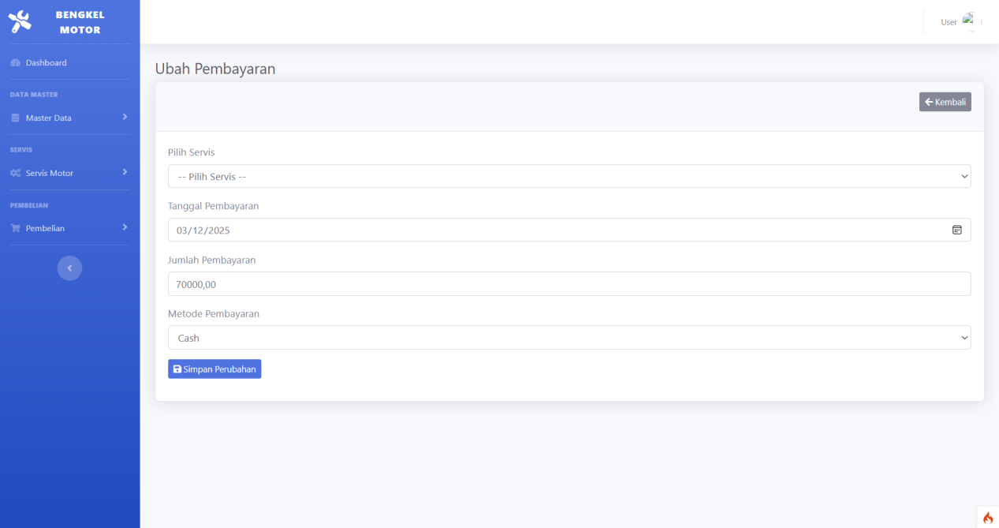 BENGKEL
MOTOR
User
Dashboard
DATA MASTER
Master Data
SERVIS
Servis Motor
PEMBELIAN
Pembelian
Ubah Pembayaran
Kembali
Pilih Servis
-- Pilih Servis --
Tanggal Pembayaran
03/12/2025
Jumlah Pembayaran
70000,00
Metode Pembayaran
Cash
Simpan Perubahan